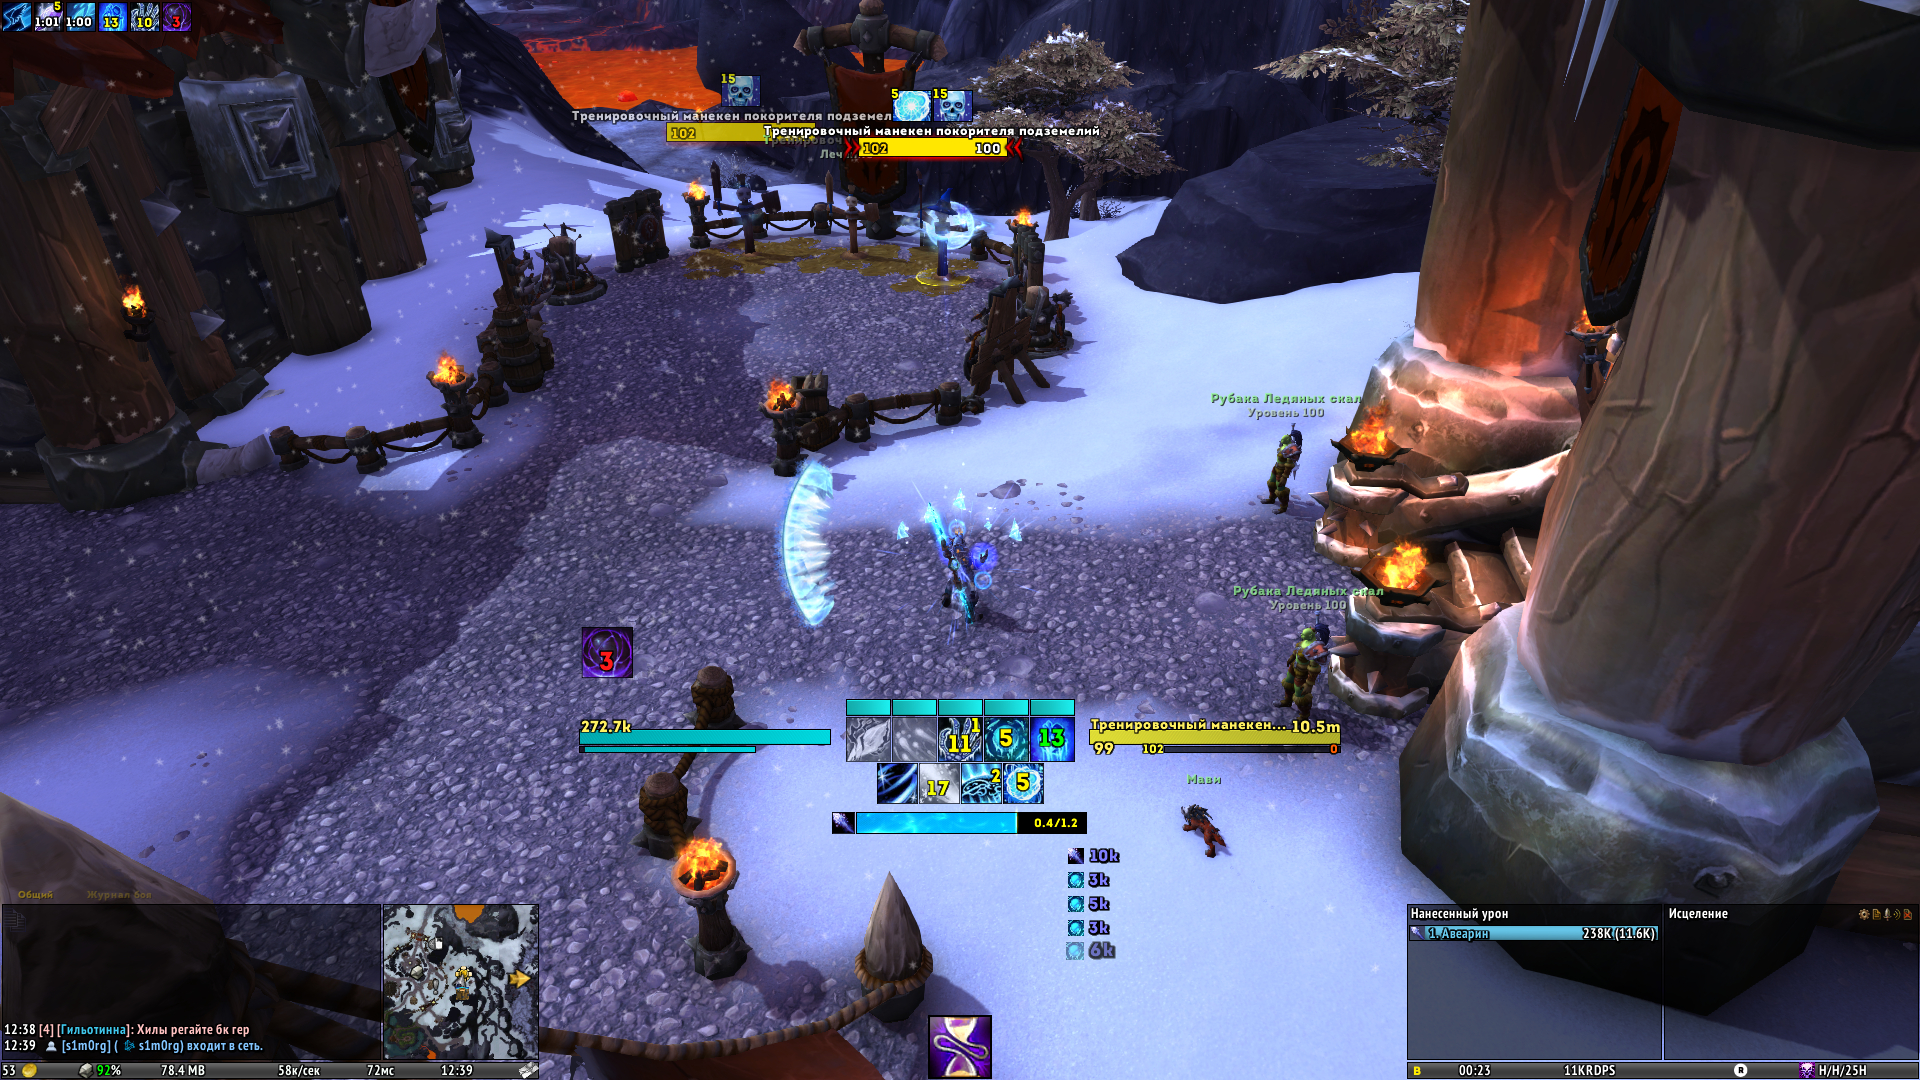 5
1:01 1:00 13 10 3
15
5 15
Тренировочный манекен покорителя подземел
102
Тренировочный манекен покорителя подземелий
102 100
Рубака Ледяных скал
Уровень 100
Рубака Ледяных скал
Уровень 100
3
272.7k
11 1 5 13
17 2 5
Тренировочный манекен... 10.5m
99 102 0
Мави
0.4/1.2
10k
3k
5k
3k
6k
Общий Журнал боя
12:38 [4] [Гильотинна]: Хилы регайте бк гер
12:39 [s1m0rg] ( s1m0rg) входит в сеть.
53 92% 78.4 MB 58к/сек 72мс 12:39
Нанесенный урон Исцеление
1. Авеарин 238K (11.6K)
B 00:23 11KRDPS R Н/Н/25Н